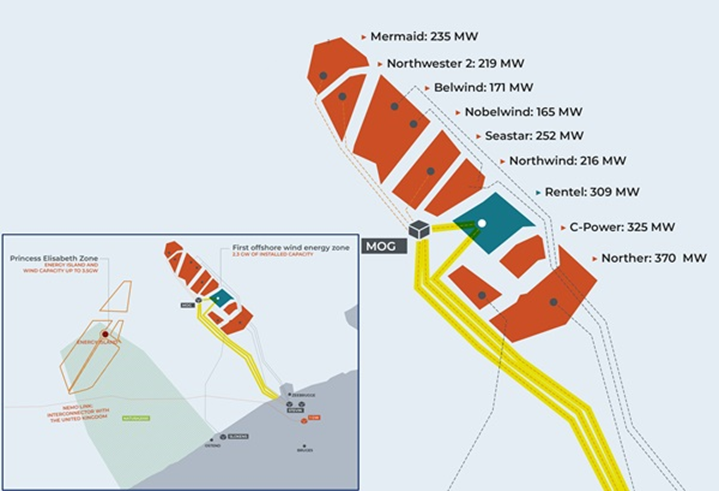 Mermaid: 235 MW
Northwester 2: 219 MW
Belwind: 171 MW
Nobelwind: 165 MW
Seastar: 252 MW
Northwind: 216 MW
Rentel: 309 MW
C-Power: 325 MW
Norther: 370 MW
MOG
Princess Elisabeth Zone
ENERGY ISLAND AND
WIND CAPACITY UP TO 3.5GW
First offshore wind energy zone
2.3 GW OF INSTALLED CAPACITY
MOG
ENERGY ISLAND
NEMO LINK:
INTERCONNECTOR WITH
THE UNITED KINGDOM
ZEEBRUGGE
OSTEND
BRUGES